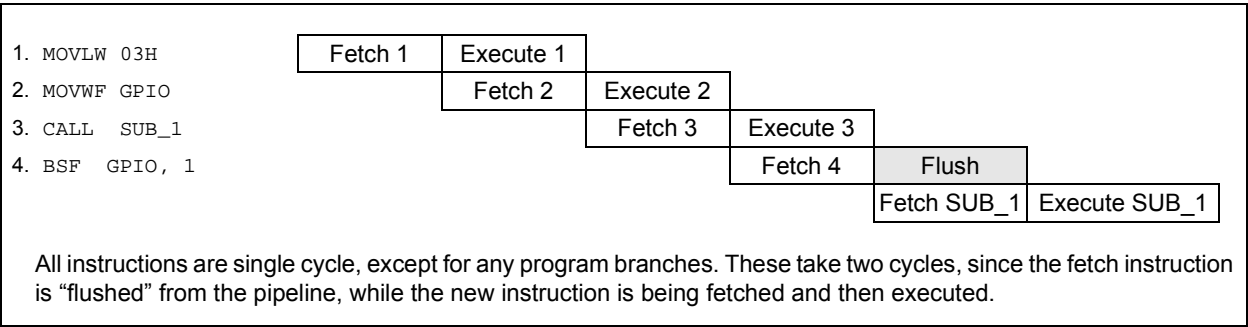 1. MOVLW 03H Fetch 1 Execute 1
2. MOVWF GPIO Fetch 2 Execute 2
3. CALL SUB_1 Fetch 3 Execute 3
4. BSF GPIO, 1 Fetch 4 Flush
Fetch SUB_1 Execute SUB_1
All instructions are single cycle, except for any program branches. These take two cycles, since the fetch instruction
is “flushed” from the pipeline, while the new instruction is being fetched and then executed.